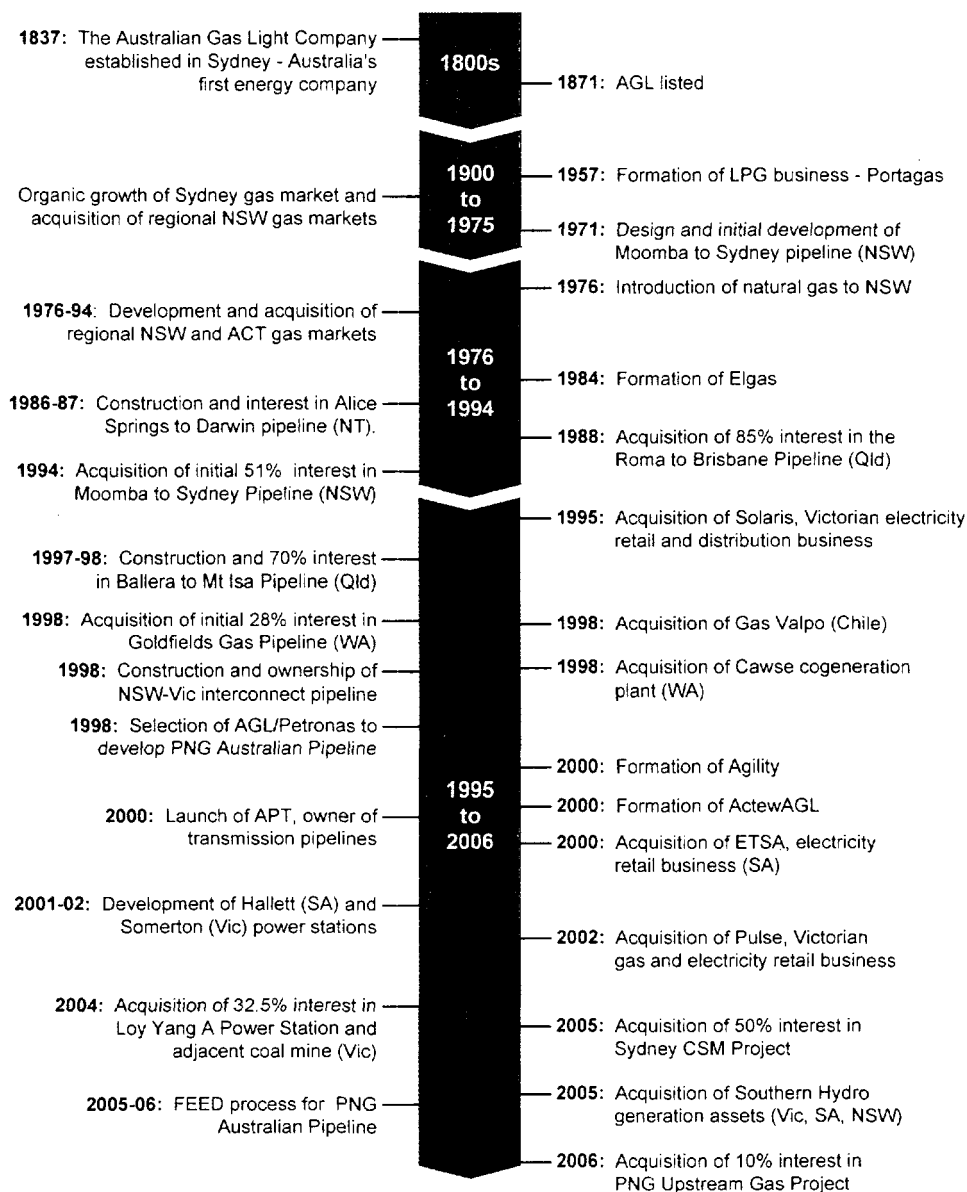 1837: The Australian Gas Light Company
established in Sydney - Australia's
first energy company
1800s
1871: AGL listed
1900
to
1975
1957: Formation of LPG business - Portagas
Organic growth of Sydney gas market and
acquisition of regional NSW gas markets
1971: Design and initial development of
Moomba to Sydney pipeline (NSW)
1976: Introduction of natural gas to NSW
1976-94: Development and acquisition of
regional NSW and ACT gas markets
1976
to
1994
1984: Formation of Elgas
1986-87: Construction and interest in Alice
Springs to Darwin pipeline (NT).
1988: Acquisition of 85% interest in the
Roma to Brisbane Pipeline (Qld)
1994: Acquisition of initial 51% interest in
Moomba to Sydney Pipeline (NSW)
1995: Acquisition of Solaris, Victorian electricity
retail and distribution business
1997-98: Construction and 70% interest
in Ballera to Mt Isa Pipeline (Qld)
1998: Acquisition of initial 28% interest in
Goldfields Gas Pipeline (WA)
1998: Acquisition of Gas Valpo (Chile)
1998: Construction and ownership of
NSW-Vic interconnect pipeline
1998: Acquisition of Cawse cogeneration
plant (WA)
1998: Selection of AGL/Petronas to
develop PNG Australian Pipeline
2000: Formation of Agility
1995
to
2006
2000: Formation of ActewAGL
2000: Launch of APT, owner of
transmission pipelines
2000: Acquisition of ETSA, electricity
retail business (SA)
2001-02: Development of Hallett (SA) and
Somerton (Vic) power stations
2002: Acquisition of Pulse, Victorian
gas and electricity retail business
2004: Acquisition of 32.5% interest in
Loy Yang A Power Station and
adjacent coal mine (Vic)
2005: Acquisition of 50% interest in
Sydney CSM Project
2005-06: FEED process for PNG
Australian Pipeline
2005: Acquisition of Southern Hydro
generation assets (Vic, SA, NSW)
2006: Acquisition of 10% interest in
PNG Upstream Gas Project